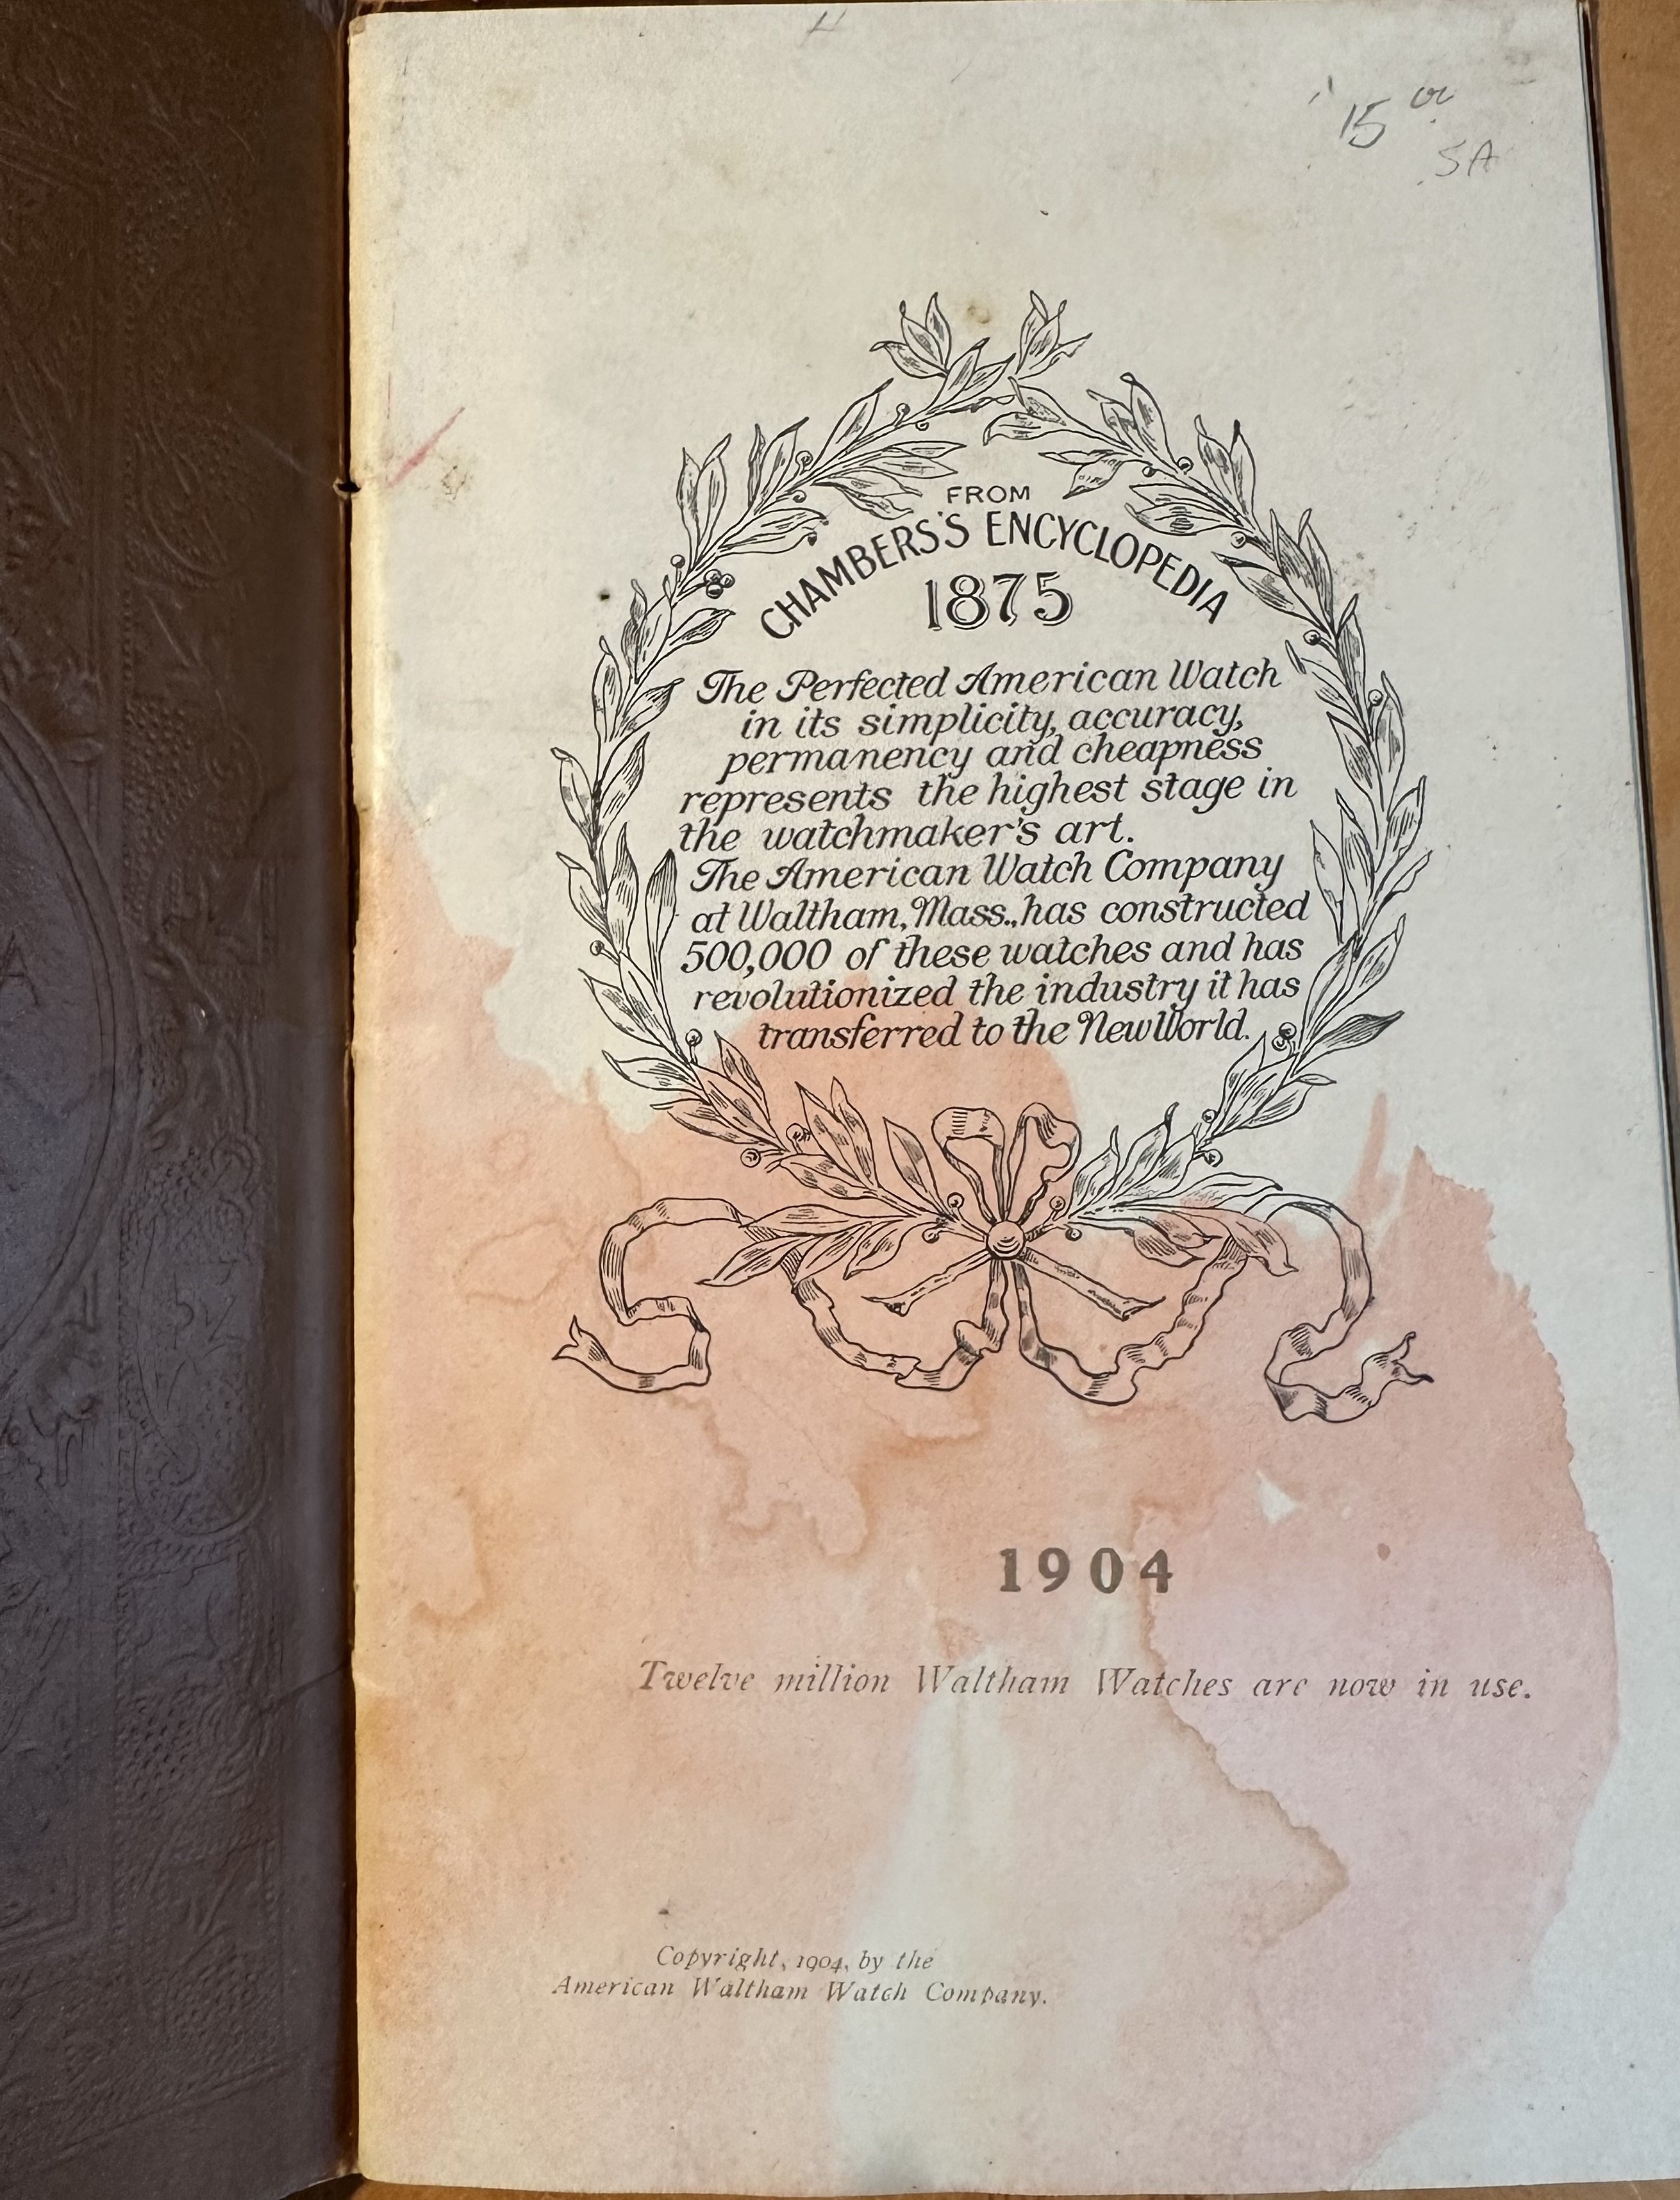 15
SA
FROM
CHAMBERS'S ENCYCLOPEDIA
1875
The Perfected American Watch
in its simplicity, accuracy,
permanency and cheapness
represents the highest stage in
the watchmaker's art.
The American Watch Company
at Waltham, Mass., has constructed
500,000 of these watches and has
revolutionized the industry it has
transferred to the New World.
1904
Twelve million Waltham Watches are now in use.
Copyright, 1904, by the
American Waltham Watch Company.